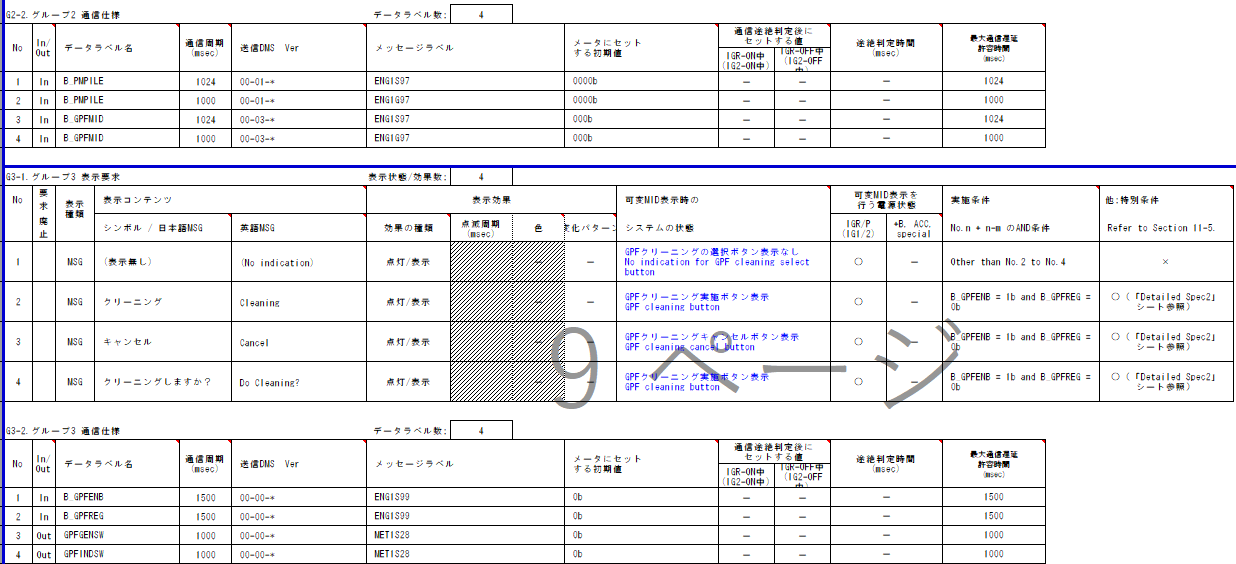 G2-2.グループ2 通信仕様 データラベル数: 4
No In/Out データラベル名 通信周期(msec) 送信DMS Ver メッセージラベル メータにセットする初期値 通信途絶判定後にセットする値 途絶判定時間(msec) 最大通信遅延許容時間(msec)
IGR-ON中(IG2-ON中) IGR-OFF中(IG2-OFF中)
1 In B_PMPILE 1024 00-01-* ENG1S97 0000b － － － 1024
2 In B_PMPILE 1000 00-01-* ENG1G97 0000b － － － 1000
3 In B_GPFMID 1024 00-03-* ENG1S97 000b － － － 1024
4 In B_GPFMID 1000 00-03-* ENG1G97 000b － － － 1000
G3-1.グループ3 表示要求 表示状態/効果数: 4
No 要求廃止 表示種類 表示コンテンツ 表示効果 可変MID表示時の 可変MID表示を行う電源状態 実施条件 他:特別条件
シンボル / 日本語MSG 英語MSG 効果の種類 点滅周期(msec) 色 変化パターン システムの状態 IGR/P(IG1/2) +B, ACC, special No.n * n-m のAND条件 Refer to Section 11-5.
1 MSG (表示無し) (No indication) 点灯/表示 － － GPFクリーニングの選択ボタン表示なし ○ － Other than No.2 to No.4 ×
No indication for GPF cleaning select button
2 MSG クリーニング Cleaning 点灯/表示 － － GPFクリーニング実施ボタン表示 ○ － B_GPFENB = 1b and B_GPFREG = 0b ○ (「Detailed Spec2」シート参照)
GPF cleaning button
3 MSG キャンセル Cancel 点灯/表示 － － GPFクリーニングキャンセルボタン表示 ○ － B_GPFENB = 1b and B_GPFREG = 0b ○ (「Detailed Spec2」シート参照)
GPF cleaning cancel button
4 MSG クリーニングしますか？ Do Cleaning? 点灯/表示 － － GPFクリーニング実施ボタン表示 ○ － B_GPFENB = 1b and B_GPFREG = 0b ○ (「Detailed Spec2」シート参照)
GPF cleaning button
9 ページ
G3-2.グループ3 通信仕様 データラベル数: 4
No In/Out データラベル名 通信周期(msec) 送信DMS Ver メッセージラベル メータにセットする初期値 通信途絶判定後にセットする値 途絶判定時間(msec) 最大通信遅延許容時間(msec)
IGR-ON中(IG2-ON中) IGR-OFF中(IG2-OFF中)
1 In B_GPFENB 1500 00-00-* ENG1S99 0b － － － 1500
2 In B_GPFREG 1500 00-00-* ENG1S99 0b － － － 1500
3 Out GPFGENSW 1000 00-00-* MET1S28 0b － － － 1000
4 Out GPFINDSW 1000 00-00-* MET1S28 0b － － － 1000